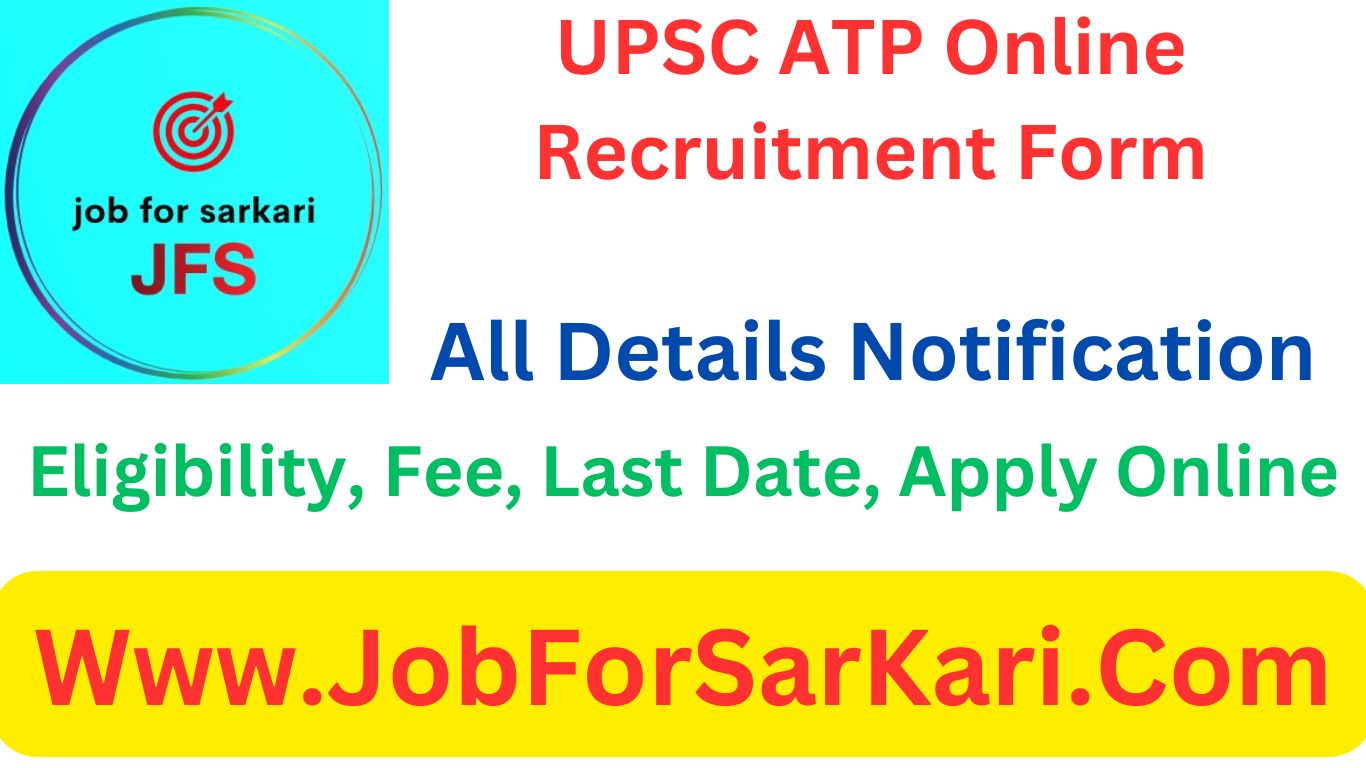 job for sarkari
JFS
UPSC ATP Online
Recruitment Form
All Details Notification
Eligibility, Fee, Last Date, Apply Online
Www.JobForSarKari.Com